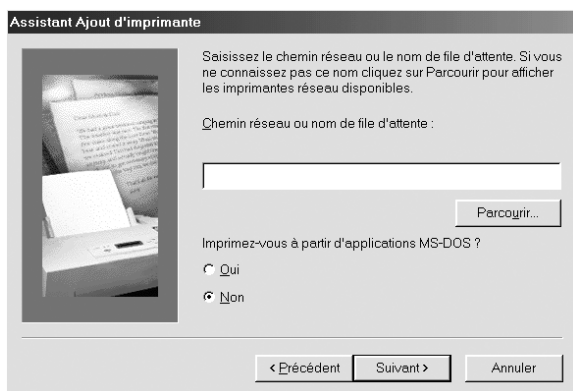 Assistant Ajout d'imprimante
Saisissez le chemin réseau ou le nom de file d'attente. Si vous
ne connaissez pas ce nom cliquez sur Parcourir pour afficher
les imprimantes réseau disponibles.
Chemin réseau ou nom de file d'attente :
Parcourir...
Imprimez-vous à partir d'applications MS-DOS ?
Oui
Non
< Précédent
Suivant >
Annuler